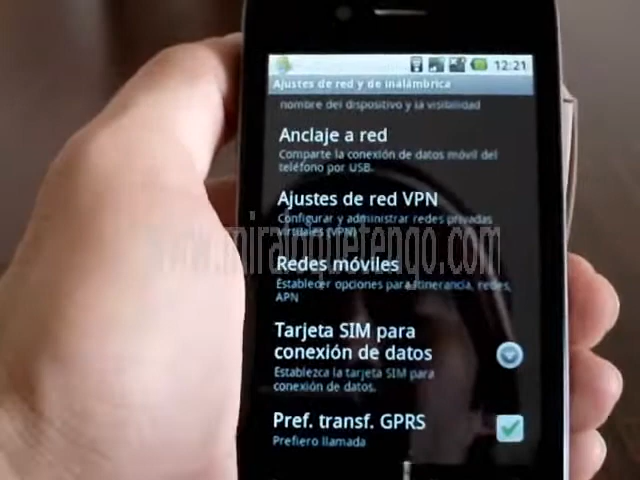 12:21
Ajustes de red y de inalámbrica
nombre del dispositivo y la visibilidad
Anclaje a red
Comparte la conexión de datos móvil del
teléfono por USB.
Ajustes de red VPN
Configurar y administrar redes privadas
virtuales (VPN)
www.miraloquetengo.com
Redes móviles
Establecer opciones para itinerancia, redes,
APN
Tarjeta SIM para
conexión de datos
Establezca la tarjeta SIM para
conexión de datos.
Pref. transf. GPRS
Prefiero llamada